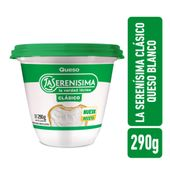 Queso
LA SERENÍSIMA
la verdad láctea
CLÁSICO
290g
NUEVO
LA SERENÍSIMA CLÁSICO
QUESO BLANCO
290g